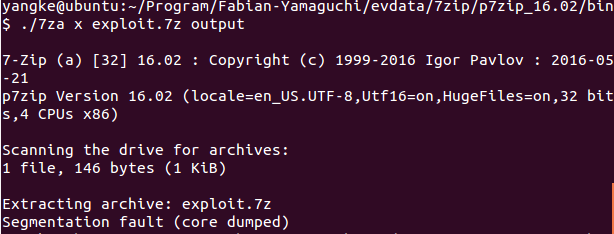 yangke@ubuntu:~/Program/Fabian-Yamaguchi/evdata/7zip/p7zip_16.02/bin
$ ./7za x exploit.7z output
7-Zip (a) [32] 16.02 : Copyright (c) 1999-2016 Igor Pavlov : 2016-05
-21
p7zip Version 16.02 (locale=en_US.UTF-8,Utf16=on,HugeFiles=on,32 bit
s,4 CPUs x86)
Scanning the drive for archives:
1 file, 146 bytes (1 KiB)
Extracting archive: exploit.7z
Segmentation fault (core dumped)